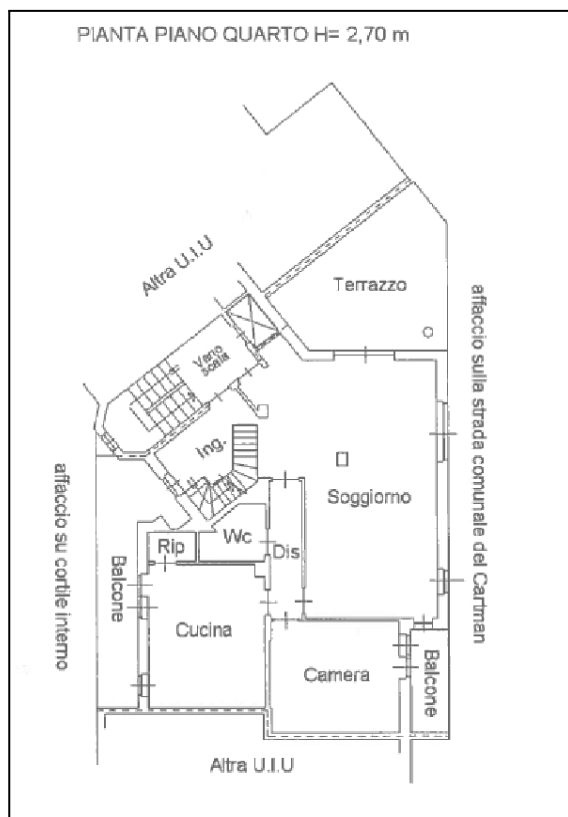 PIANTA PIANO QUARTO H= 2,70 m
Altra U.I.U
Terrazzo
Vano
scala
affaccio sulla strada comunale del Cartman
Ing.
Soggiorno
affaccio su cortile interno
Balcone
Rip
Wc
Dis
Cucina
Camera
Balcone
Altra U.I.U